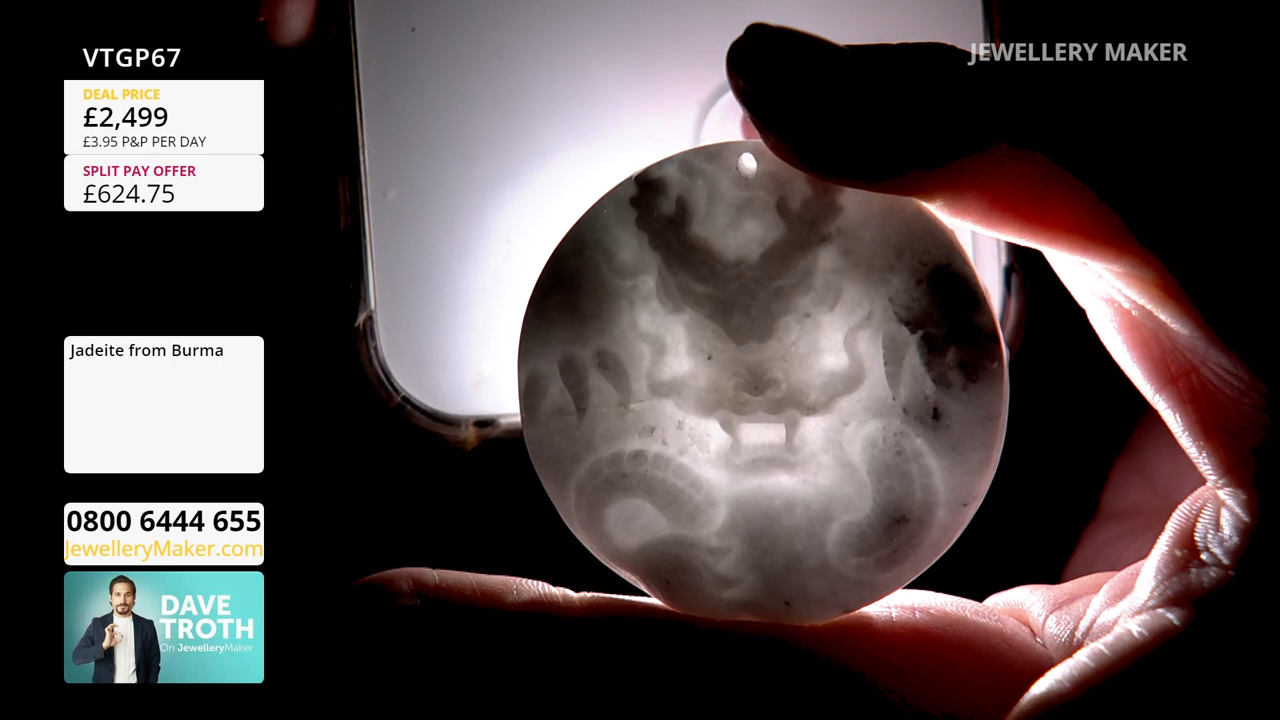 VTGP67
DEAL PRICE
£2,499
£3.95 P&P PER DAY
SPLIT PAY OFFER
£624.75
Jadeite from Burma
0800 6444 655
JewelleryMaker.com
DAVE
TROTH
On JewelleryMaker
JEWELLERY MAKER